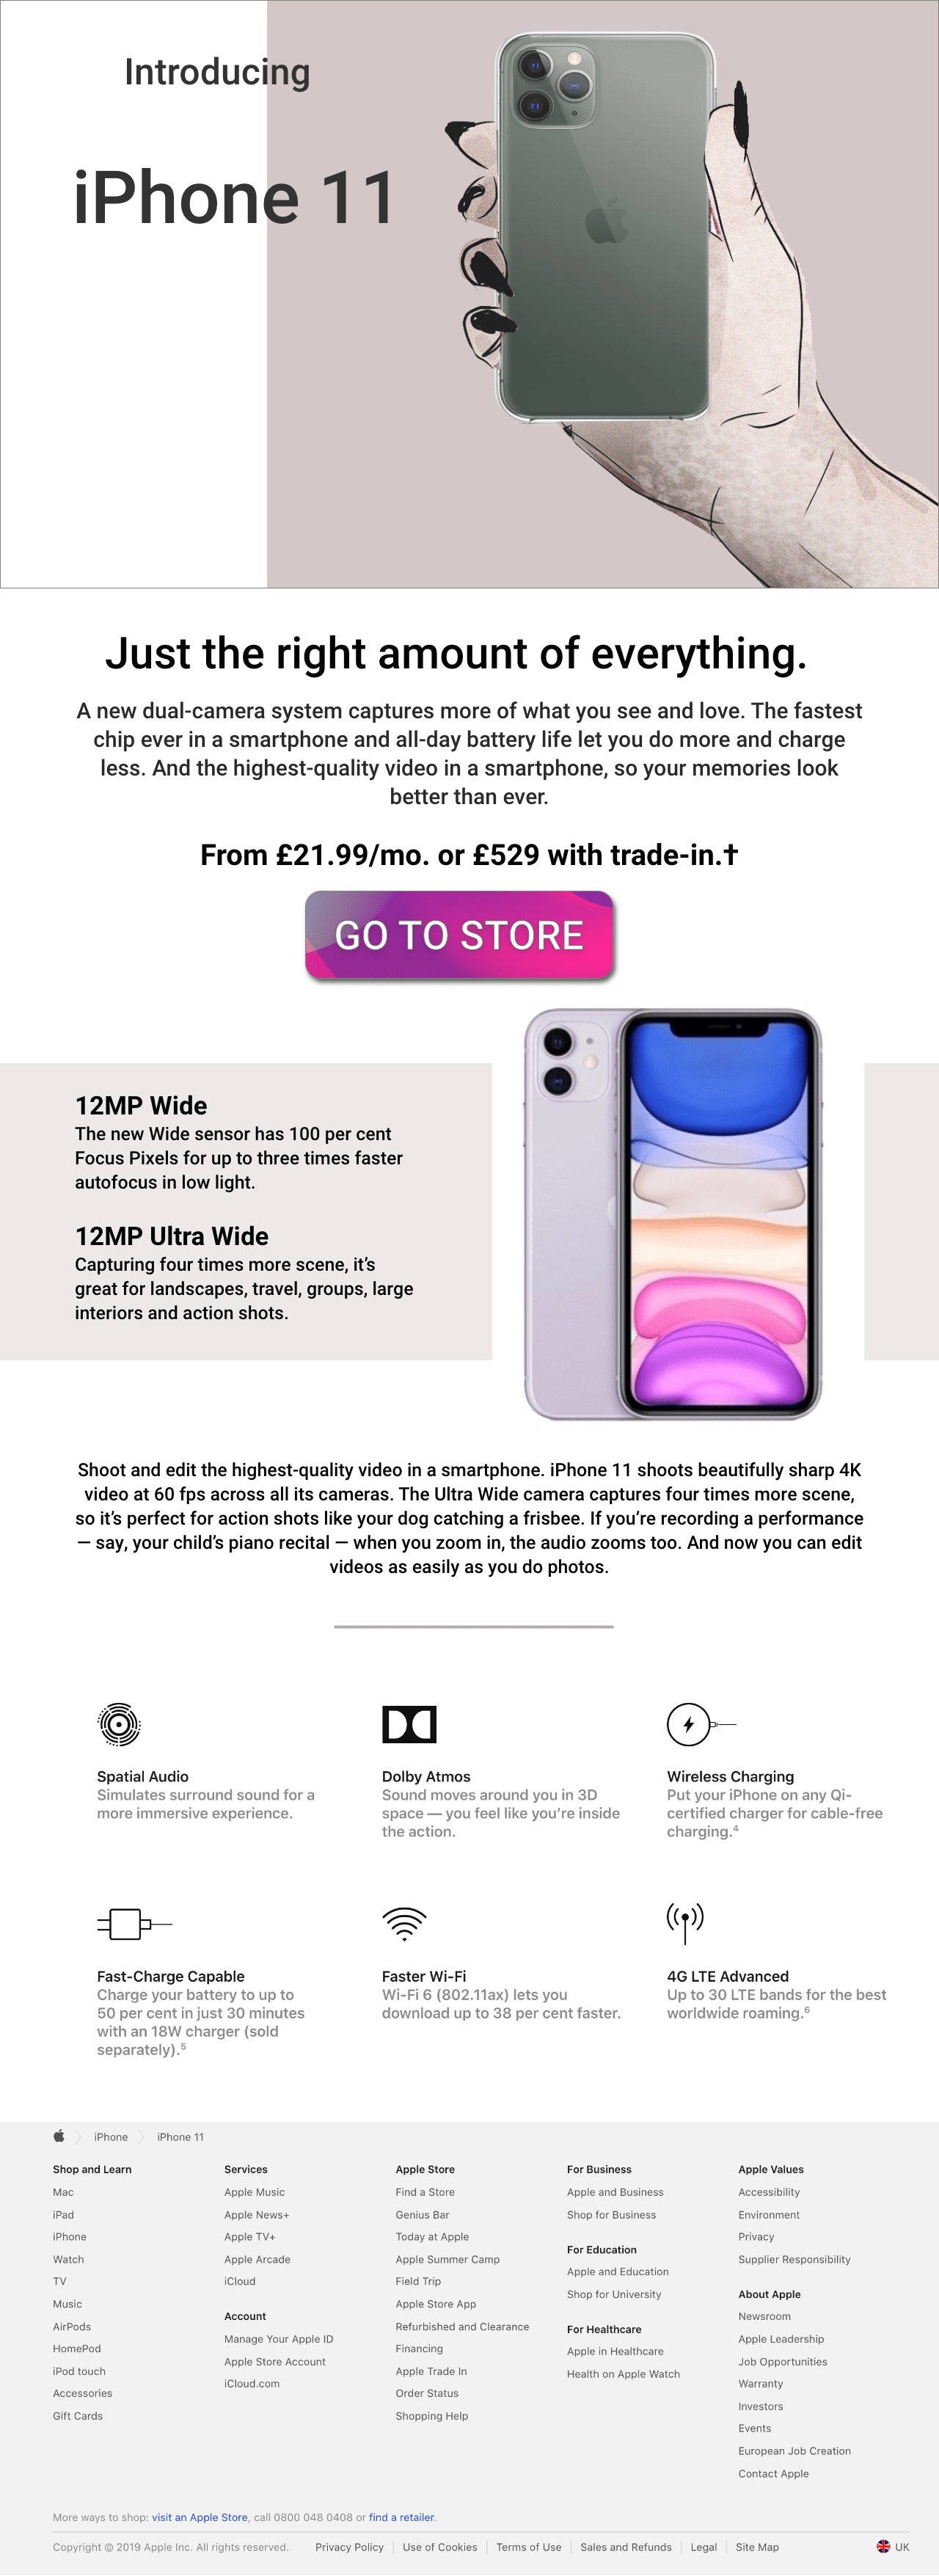 Introducing
iPhone 11
Just the right amount of everything.
A new dual-camera system captures more of what you see and love. The fastest
chip ever in a smartphone and all-day battery life let you do more and charge
less. And the highest-quality video in a smartphone, so your memories look
better than ever.
From £21.99/mo. or £529 with trade-in.†
GO TO STORE
12MP Wide
The new Wide sensor has 100 per cent
Focus Pixels for up to three times faster
autofocus in low light.
12MP Ultra Wide
Capturing four times more scene, it’s
great for landscapes, travel, groups, large
interiors and action shots.
Shoot and edit the highest-quality video in a smartphone. iPhone 11 shoots beautifully sharp 4K
video at 60 fps across all its cameras. The Ultra Wide camera captures four times more scene,
so it’s perfect for action shots like your dog catching a frisbee. If you’re recording a performance
— say, your child’s piano recital — when you zoom in, the audio zooms too. And now you can edit
videos as easily as you do photos.
Spatial Audio
Simulates surround sound for a
more immersive experience.
Dolby Atmos
Sound moves around you in 3D
space — you feel like you’re inside
the action.
Wireless Charging
Put your iPhone on any Qi-
certified charger for cable-free
charging.4
Fast-Charge Capable
Charge your battery to up to
50 per cent in just 30 minutes
with an 18W charger (sold
separately).5
Faster Wi-Fi
Wi-Fi 6 (802.11ax) lets you
download up to 38 per cent faster.
4G LTE Advanced
Up to 30 LTE bands for the best
worldwide roaming.6
iPhone iPhone 11
Shop and Learn
Mac
iPad
iPhone
Watch
TV
Music
AirPods
HomePod
iPod touch
Accessories
Gift Cards
Services
Apple Music
Apple News+
Apple TV+
Apple Arcade
iCloud
Account
Manage Your Apple ID
Apple Store Account
iCloud.com
Apple Store
Find a Store
Genius Bar
Today at Apple
Apple Summer Camp
Field Trip
Apple Store App
Refurbished and Clearance
Financing
Apple Trade In
Order Status
Shopping Help
For Business
Apple and Business
Shop for Business
For Education
Apple and Education
Shop for University
For Healthcare
Apple in Healthcare
Health on Apple Watch
Apple Values
Accessibility
Environment
Privacy
Supplier Responsibility
About Apple
Newsroom
Apple Leadership
Job Opportunities
Warranty
Investors
Events
European Job Creation
Contact Apple
More ways to shop: visit an Apple Store, call 0800 048 0408 or find a retailer.
Copyright © 2019 Apple Inc. All rights reserved. Privacy Policy Use of Cookies Terms of Use Sales and Refunds Legal Site Map UK